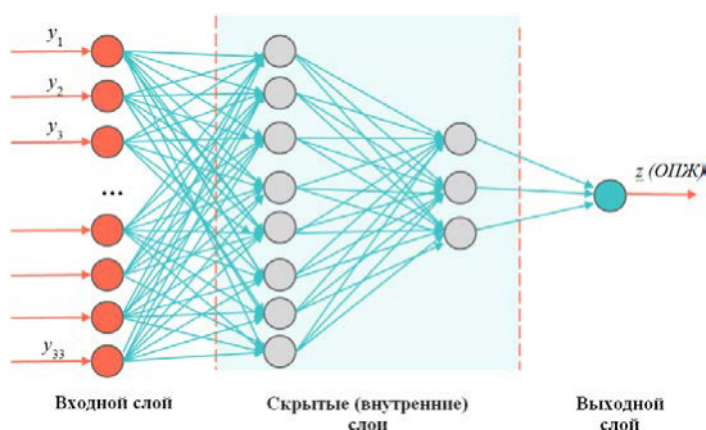 y1
y2
y3
...
y33
z (ОПЖ)
Входной слой
Скрытые (внутренние)
слои
Выходной
слой